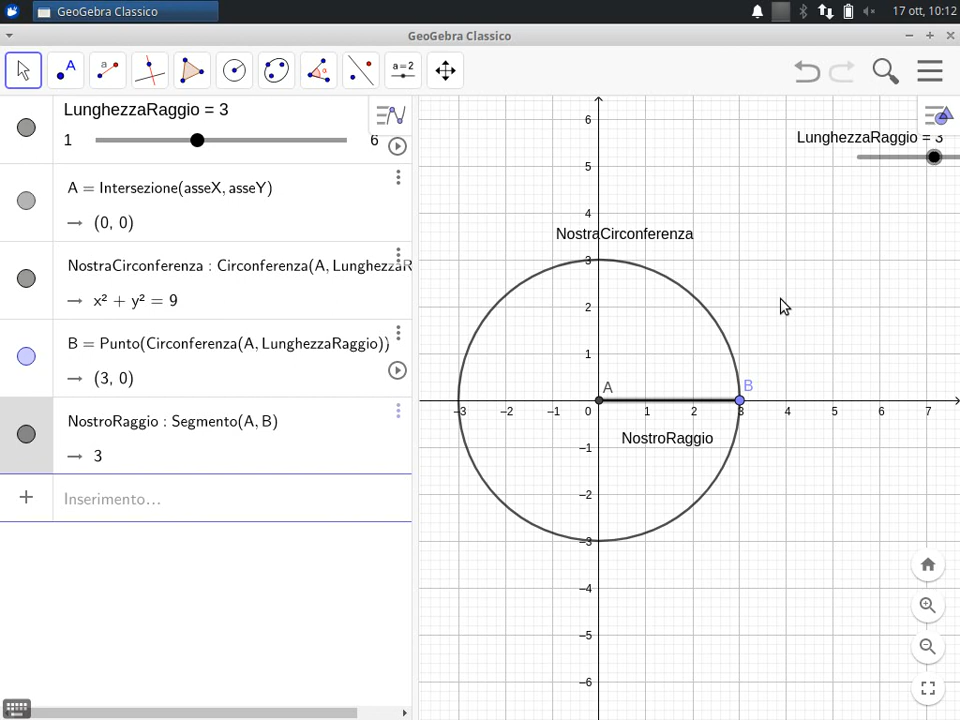 GeoGebra Classico
17 ott, 10:12
GeoGebra Classico
A
a
α
a=2
LunghezzaRaggio = 3
1
6
A = Intersezione(asseX, asseY)
→ (0, 0)
NostraCirconferenza : Circonferenza(A, LunghezzaR
→ x² + y² = 9
B = Punto(Circonferenza(A, LunghezzaRaggio))
→ (3, 0)
NostroRaggio : Segmento(A, B)
→ 3
+ Inserimento…
LunghezzaRaggio = 3
NostraCirconferenza
A
B
NostroRaggio
6
5
4
3
2
1
–3 –2 –1 0 1 2 3 4 5 6 7
–1
–2
–3
–4
–5
–6